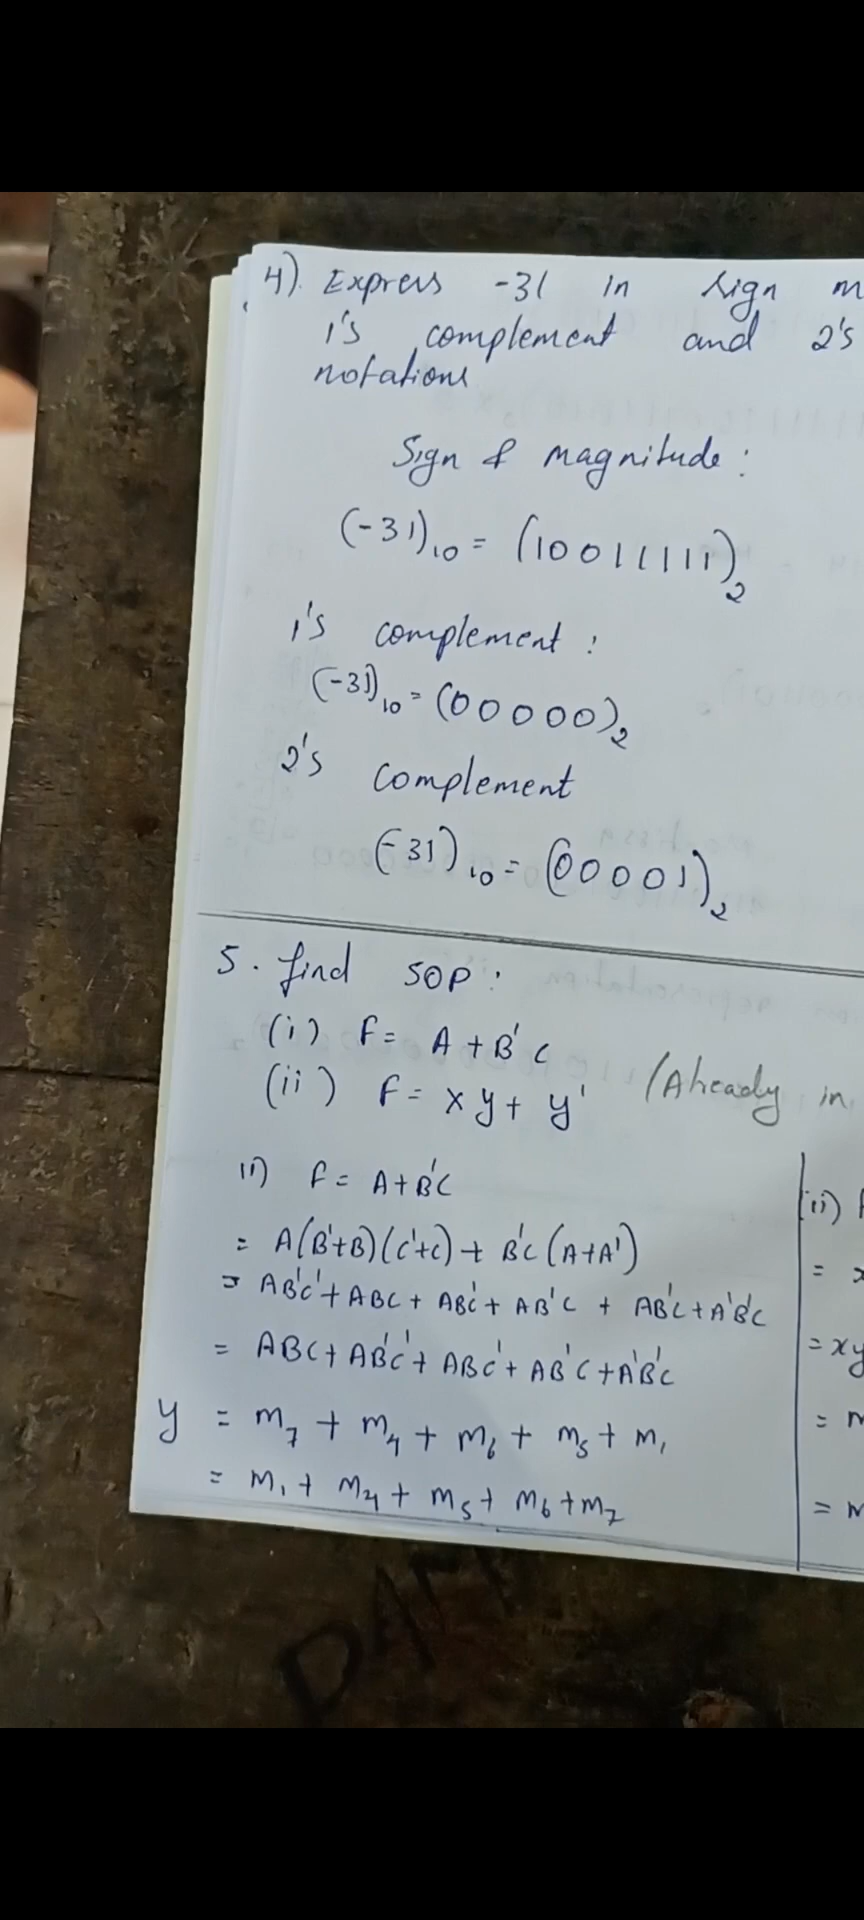 4). Express -31 in sign m
1's complement and 2's
notations
Sign & magnitude :
(-31)₁₀ = (10011111)₂
1's complement :
(-31)₁₀ = (00000)₂
2's complement
(-31)₁₀ = (00001)₂
5. find SOP :
(i) F = A + B'C
(ii) F = xy + y' (Already in
ii) F = A+B'C
= A(B'+B)(C'+C) + B'C (A+A')
= AB'C' + ABC + ABC' + AB'C + AB'C + A'B'C
= ABC + AB'C' + ABC' + AB'C + A'B'C
y = m₇ + m₄ + m₆ + m₅ + m₁
= m₁ + m₄ + m₅ + m₆ + m₇
(ii) F
= x
= xy
= m
= m